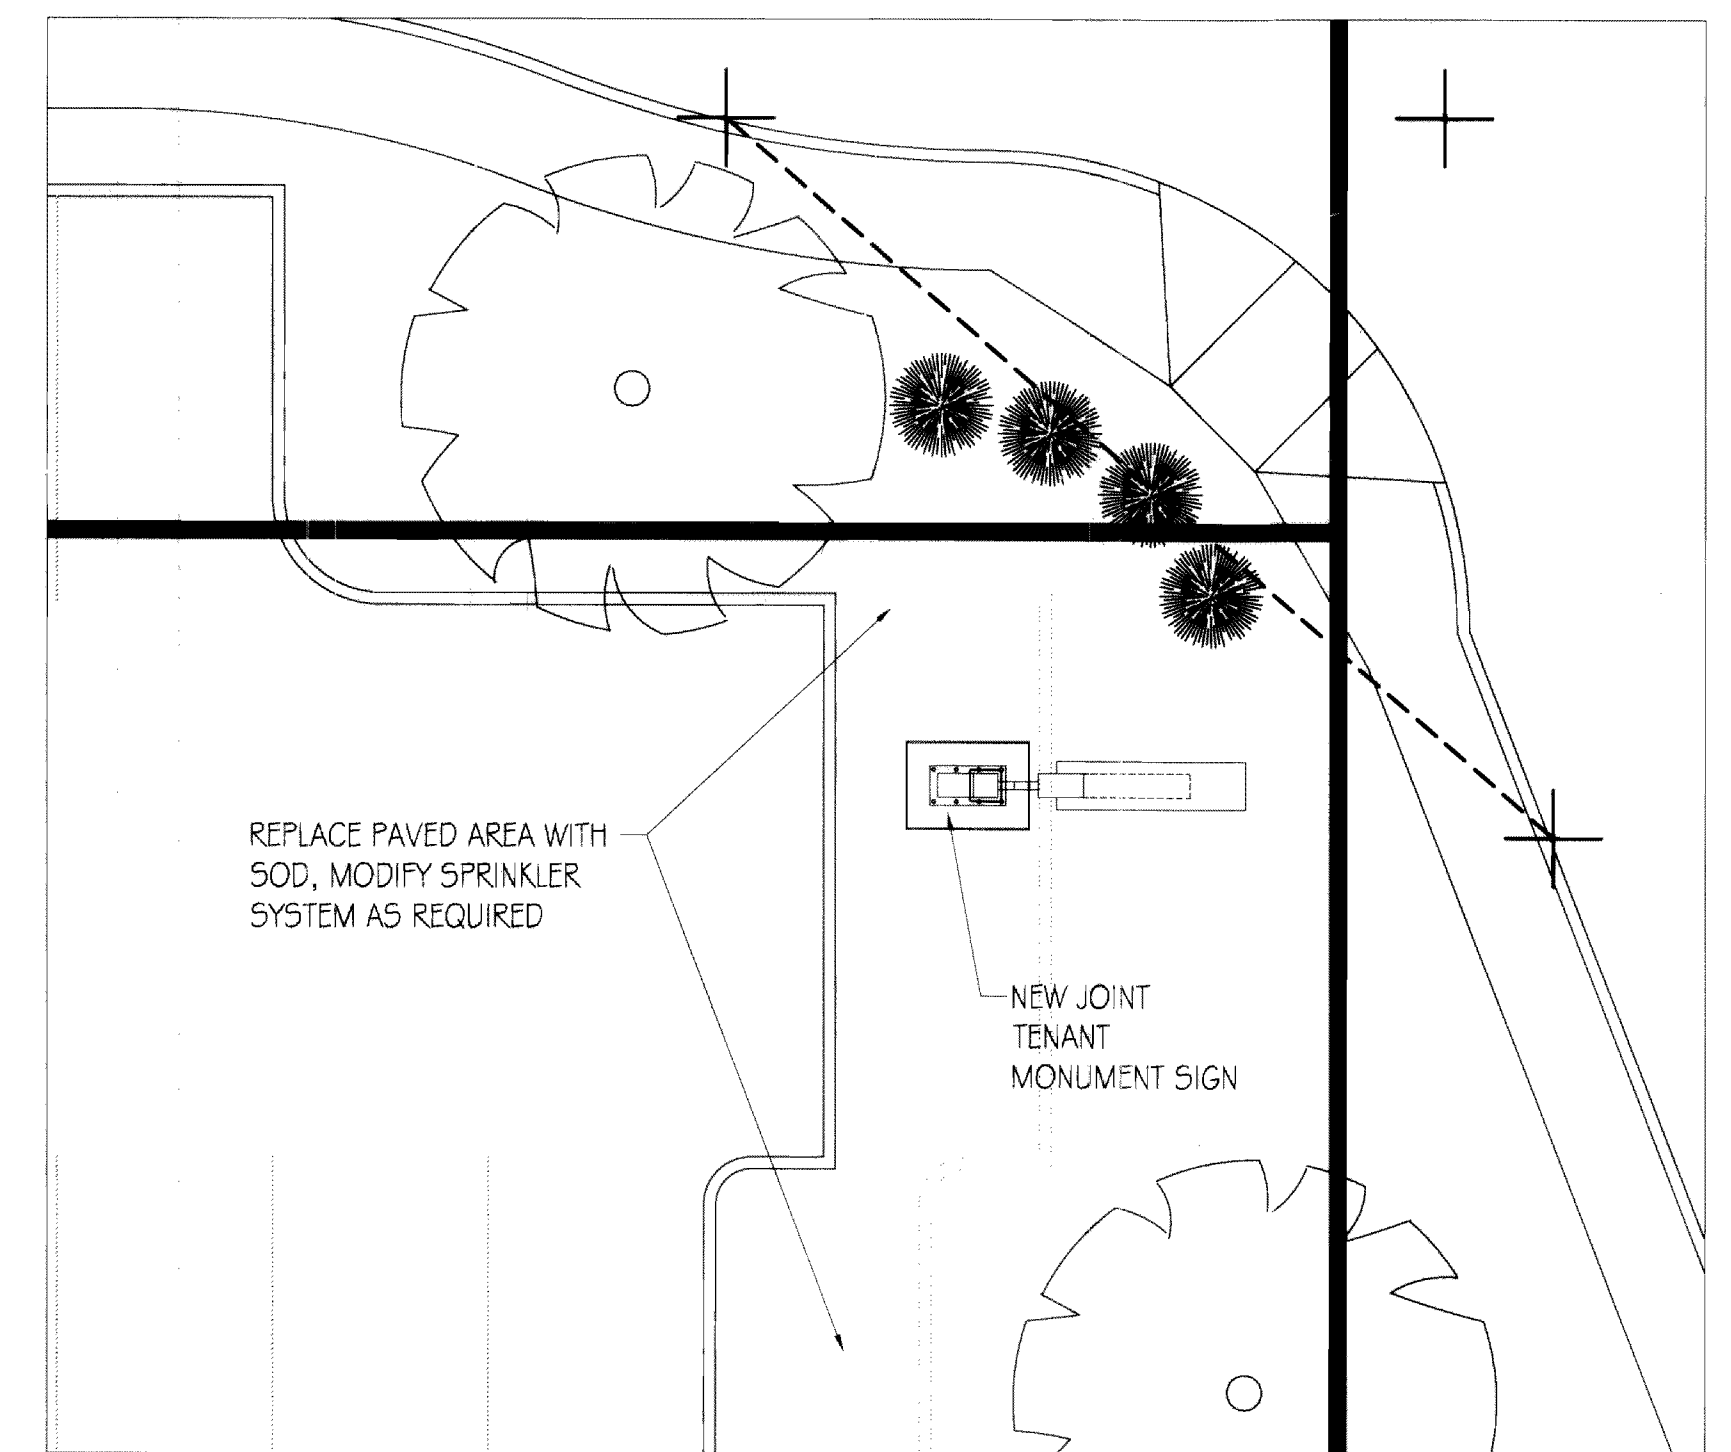 REPLACE PAVED AREA WITH
SOD, MODIFY SPRINKLER
SYSTEM AS REQUIRED
NEW JOINT
TENANT
MONUMENT SIGN